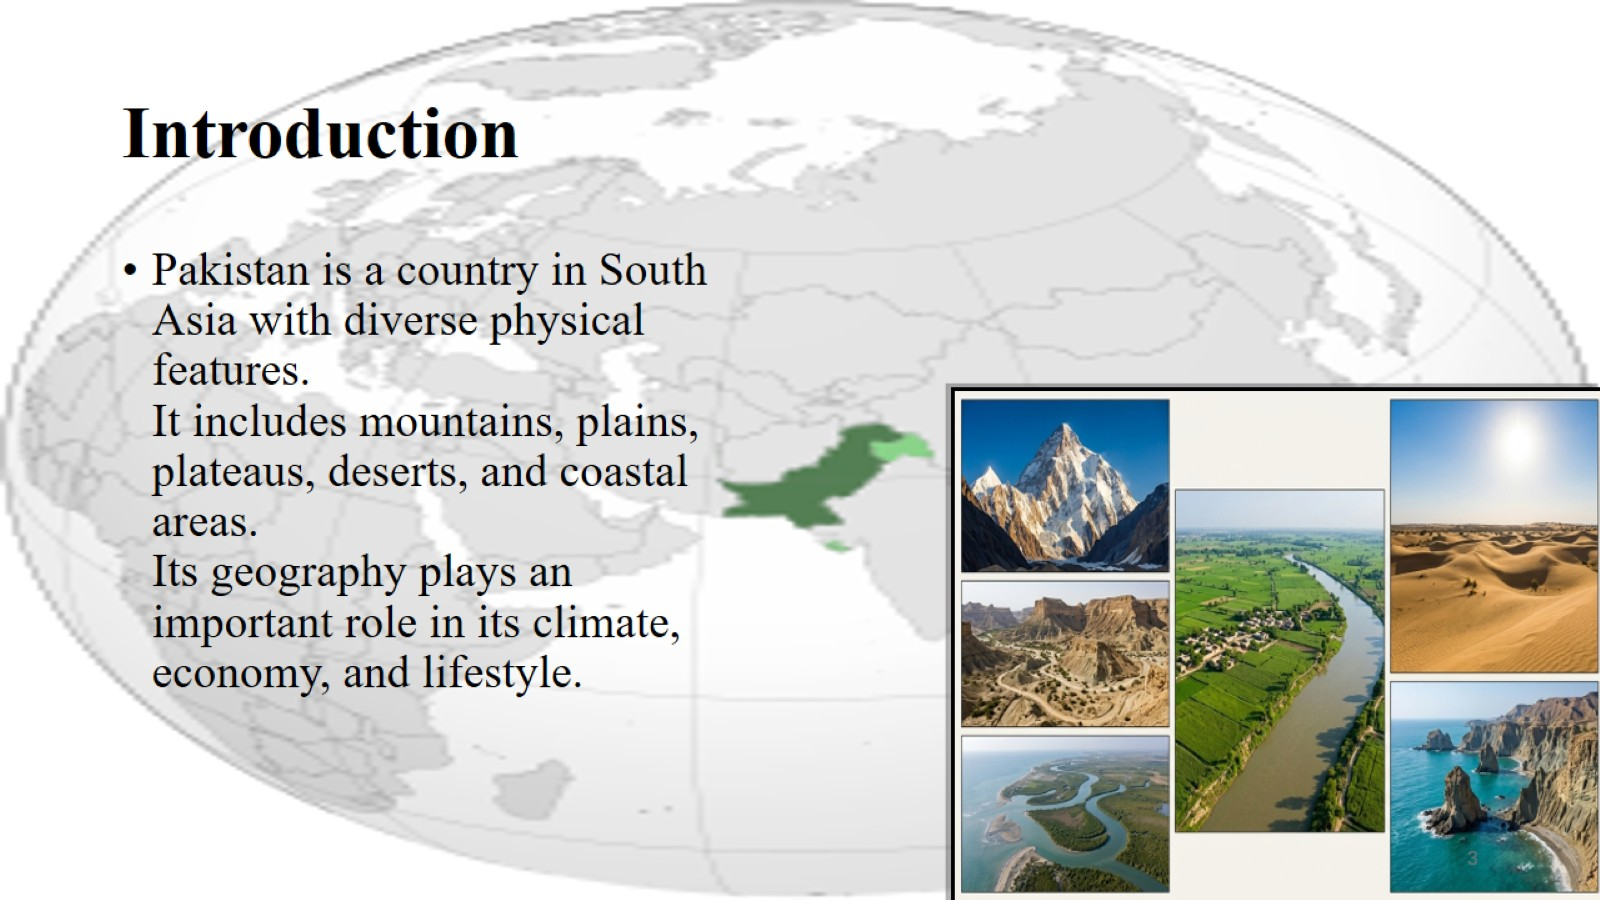 Introduction
• Pakistan is a country in South
Asia with diverse physical
features.
It includes mountains, plains,
plateaus, deserts, and coastal
areas.
Its geography plays an
important role in its climate,
economy, and lifestyle.
3